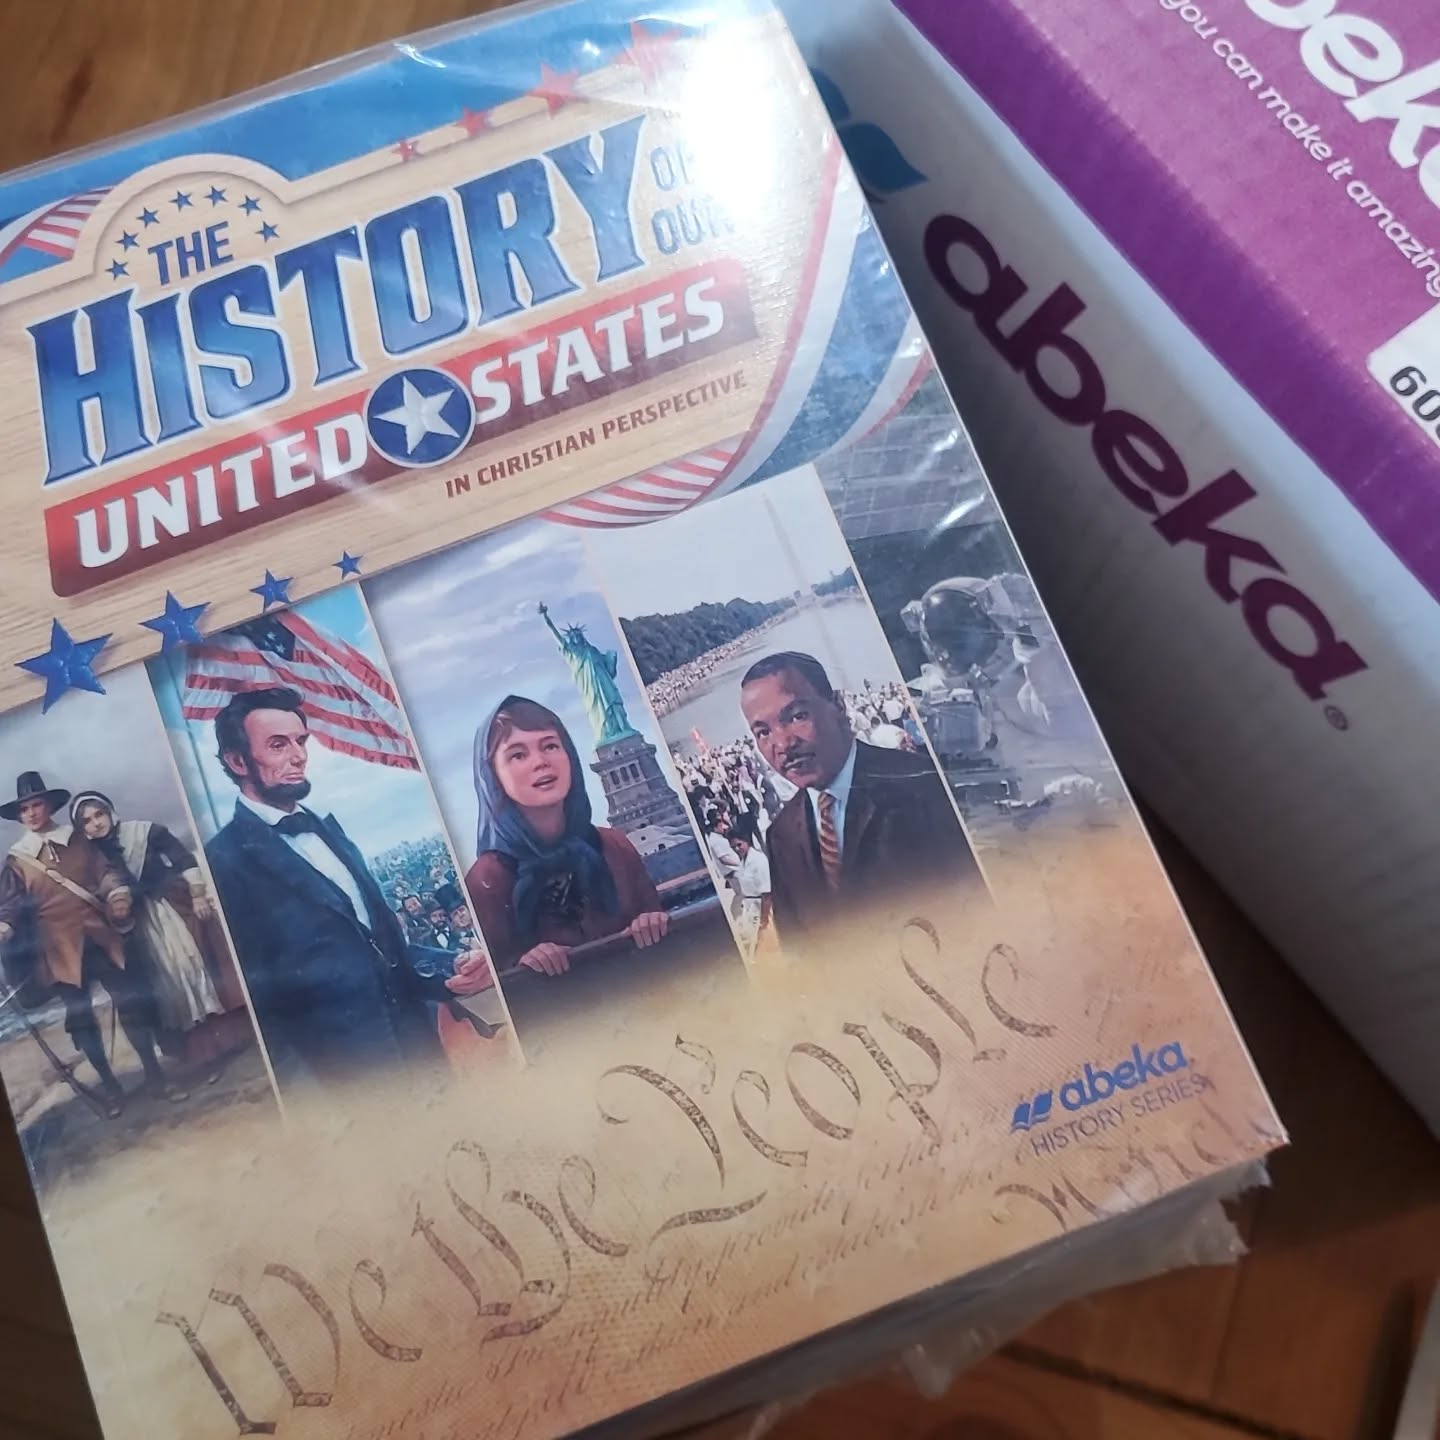 THE
HISTORY OF OUR
UNITED STATES
IN CHRISTIAN PERSPECTIVE
We the People
abeka
HISTORY SERIES
abeka®
you can make it amazing